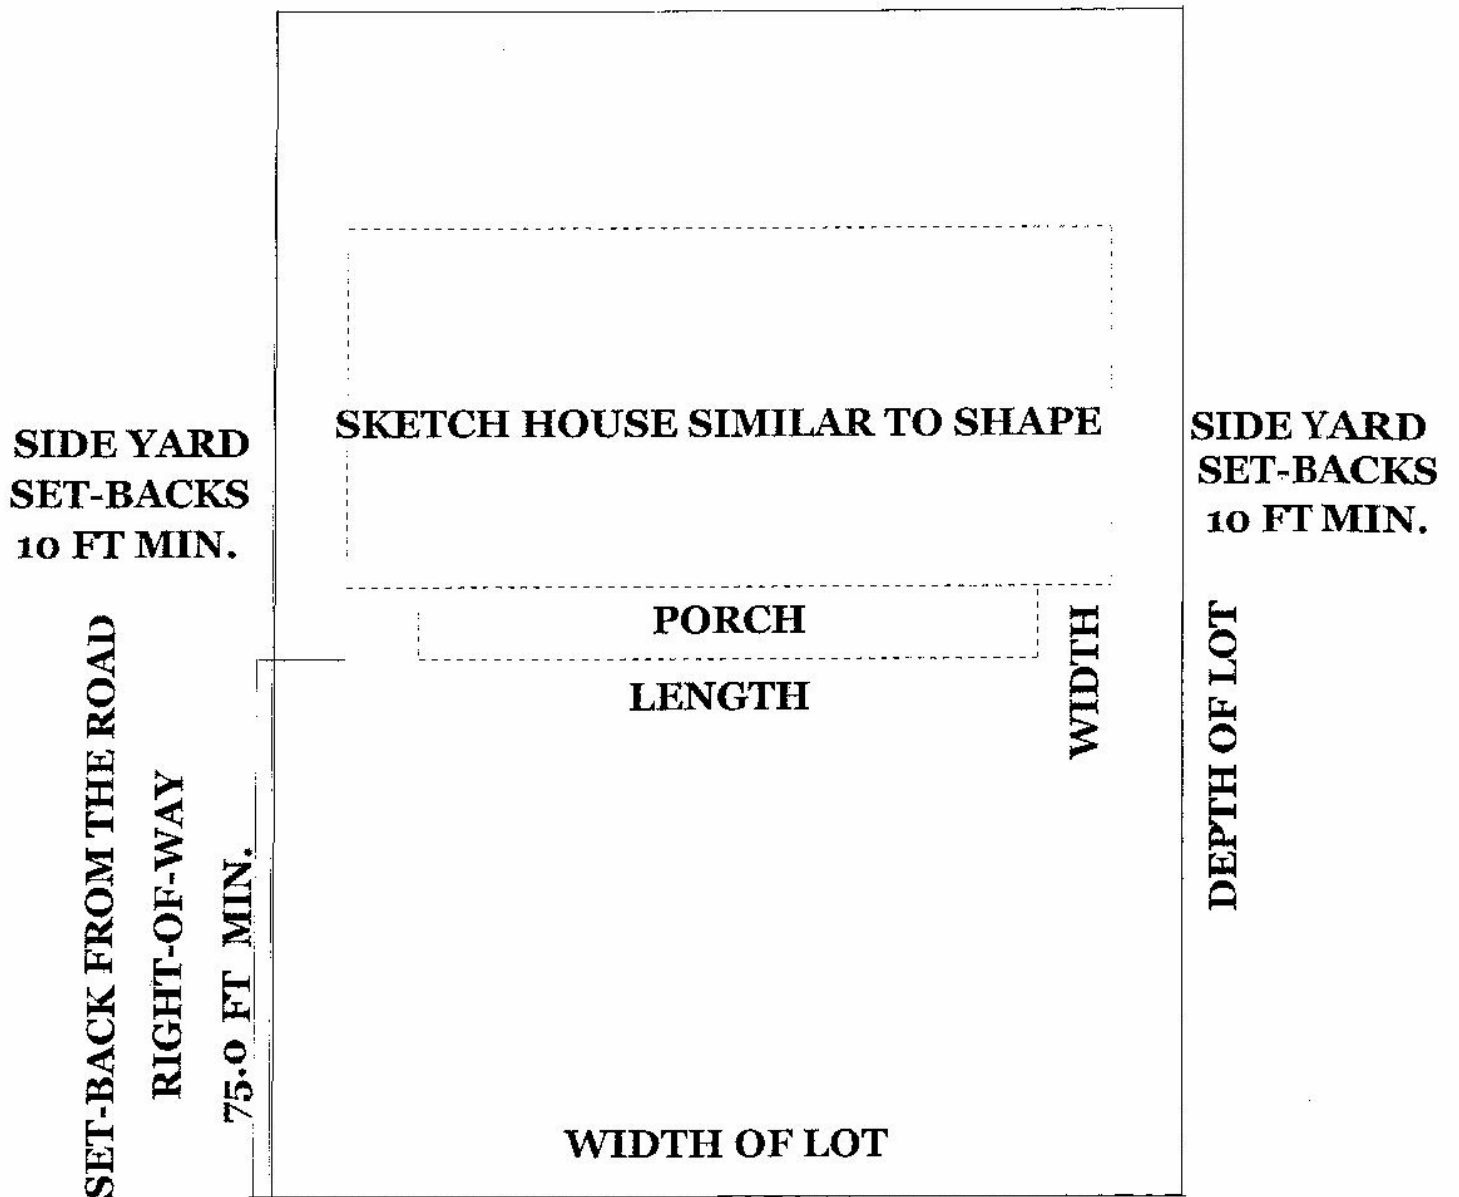 SKETCH HOUSE SIMILAR TO SHAPE
SIDE YARD
SET-BACKS
10 FT MIN.
SIDE YARD
SET-BACKS
10 FT MIN.
PORCH
LENGTH
WIDTH
DEPTH OF LOT
SET-BACK FROM THE ROAD
RIGHT-OF-WAY
75.0 FT MIN.
WIDTH OF LOT